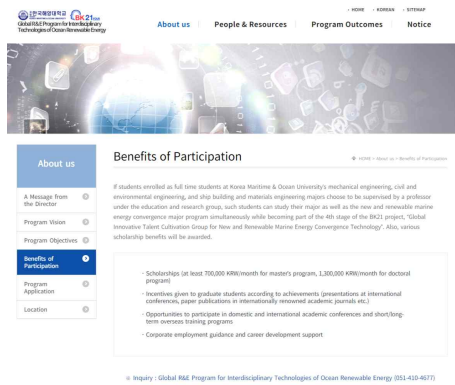 HOME KOREAN SITEMAP
한국해양대학교 BK21 FOUR
Global R&E Program for Interdisciplinary
Technologies of Ocean Renewable Energy
About us People & Resources Program Outcomes Notice
About us
A Message from
the Director
Program Vision
Program Objectives
Benefits of
Participation
Program
Application
Location
Benefits of Participation
HOME > About us > Benefits of Participation
If students enrolled as full time students at Korea Maritime & Ocean University's mechanical engineering, civil and
environmental engineering, and ship building and materials engineering majors choose to be supervised by a professor
under the education and research group, such students can study their major as well as the new and renewable marine
energy convergence major program simultaneously while becoming part of the 4th stage of the BK21 project, "Global
Innovative Talent Cultivation Group for New and Renewable Marine Energy Convergence Technology". Also, various
scholarship benefits will be awarded.
- Scholarships (at least 700,000 KRW/month for master's program, 1,300,000 KRW/month for doctoral
program)
- Incentives given to graduate students according to achievements (presentations at international
conferences, paper publications in internationally renowned academic journals etc.)
- Opportunities to participate in domestic and international academic conferences and short/long-
term overseas training programs
- Corporate employment guidance and career development support
Inquiry : Global R&E Program for Interdisciplinary Technologies of Ocean Renewable Energy (051-410-4677)